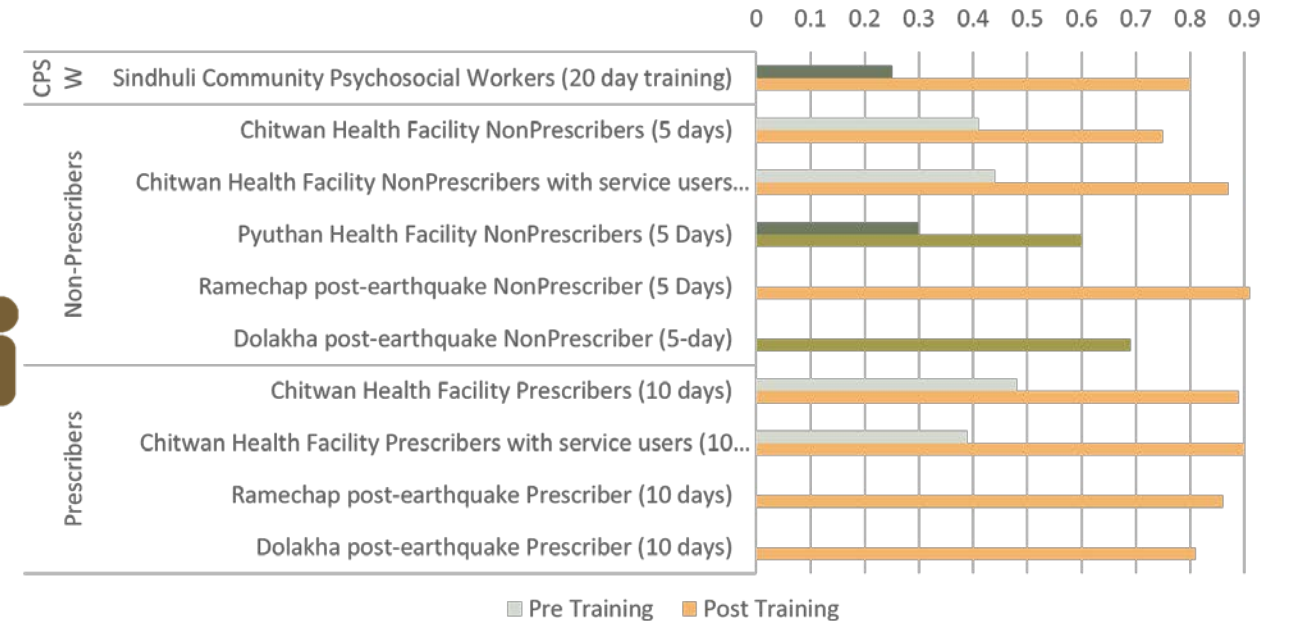 0 0.1 0.2 0.3 0.4 0.5 0.6 0.7 0.8 0.9
CPS
W
Sindhuli Community Psychosocial Workers (20 day training)
Non-Prescribers
Chitwan Health Facility NonPrescribers (5 days)
Chitwan Health Facility NonPrescribers with service users...
Pyuthan Health Facility NonPrescribers (5 Days)
Ramechap post-earthquake NonPrescriber (5 Days)
Dolakha post-earthquake NonPrescriber (5-day)
Prescribers
Chitwan Health Facility Prescribers (10 days)
Chitwan Health Facility Prescribers with service users (10...
Ramechap post-earthquake Prescriber (10 days)
Dolakha post-earthquake Prescriber (10 days)
Pre Training Post Training